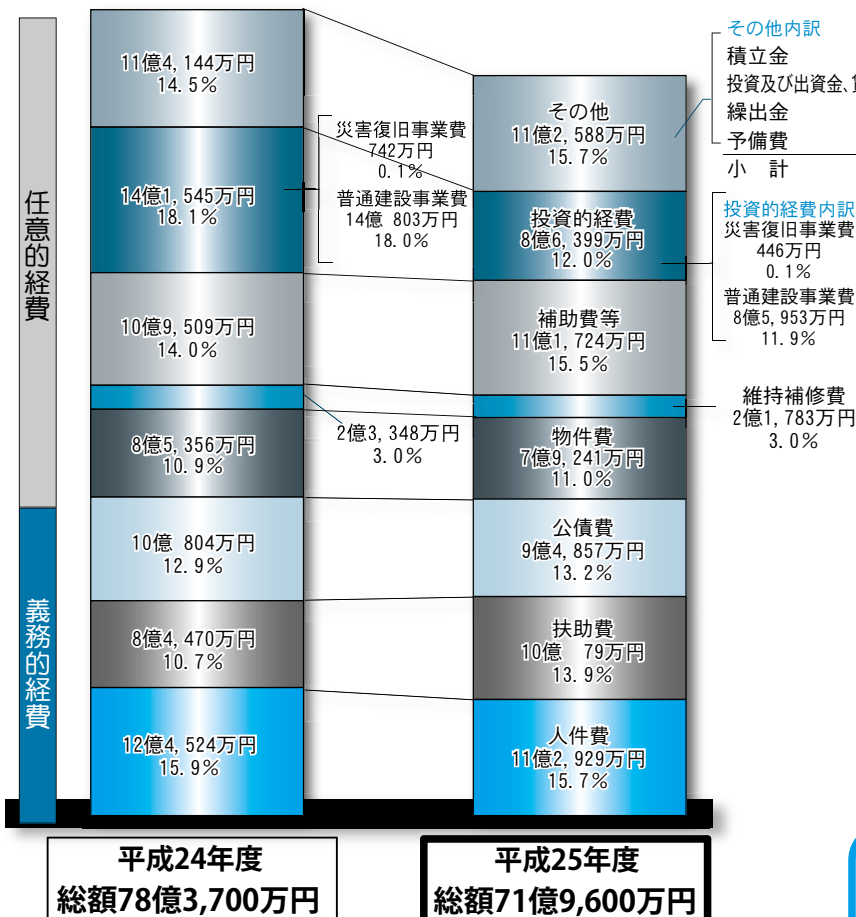 任意的経費
義務的経費
11億4,144万円
14.5%
14億1,545万円
18.1%
10億9,509万円
14.0%
8億5,356万円
10.9%
10億 804万円
12.9%
8億4,470万円
10.7%
12億4,524万円
15.9%
災害復旧事業費
742万円
0.1%
普通建設事業費
14億 803万円
18.0%
2億3,348万円
3.0%
その他
11億2,588万円
15.7%
投資的経費
8億6,399万円
12.0%
補助費等
11億1,724万円
15.5%
物件費
7億9,241万円
11.0%
公債費
9億4,857万円
13.2%
扶助費
10億 79万円
13.9%
人件費
11億2,929万円
15.7%
その他内訳
積立金
投資及び出資金、
繰出金
予備費
小 計
投資的経費内訳
災害復旧事業費
446万円
0.1%
普通建設事業費
8億5,953万円
11.9%
維持補修費
2億1,783万円
3.0%
平成24年度
総額78億3,700万円
平成25年度
総額71億9,600万円